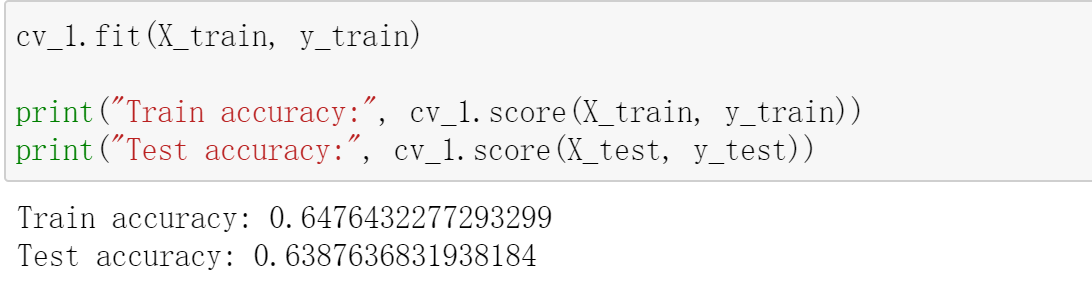 cv_1.fit(X_train, y_train)
print("Train accuracy:", cv_1.score(X_train, y_train))
print("Test accuracy:", cv_1.score(X_test, y_test))
Train accuracy: 0.6476432277293299
Test accuracy: 0.6387636831938184